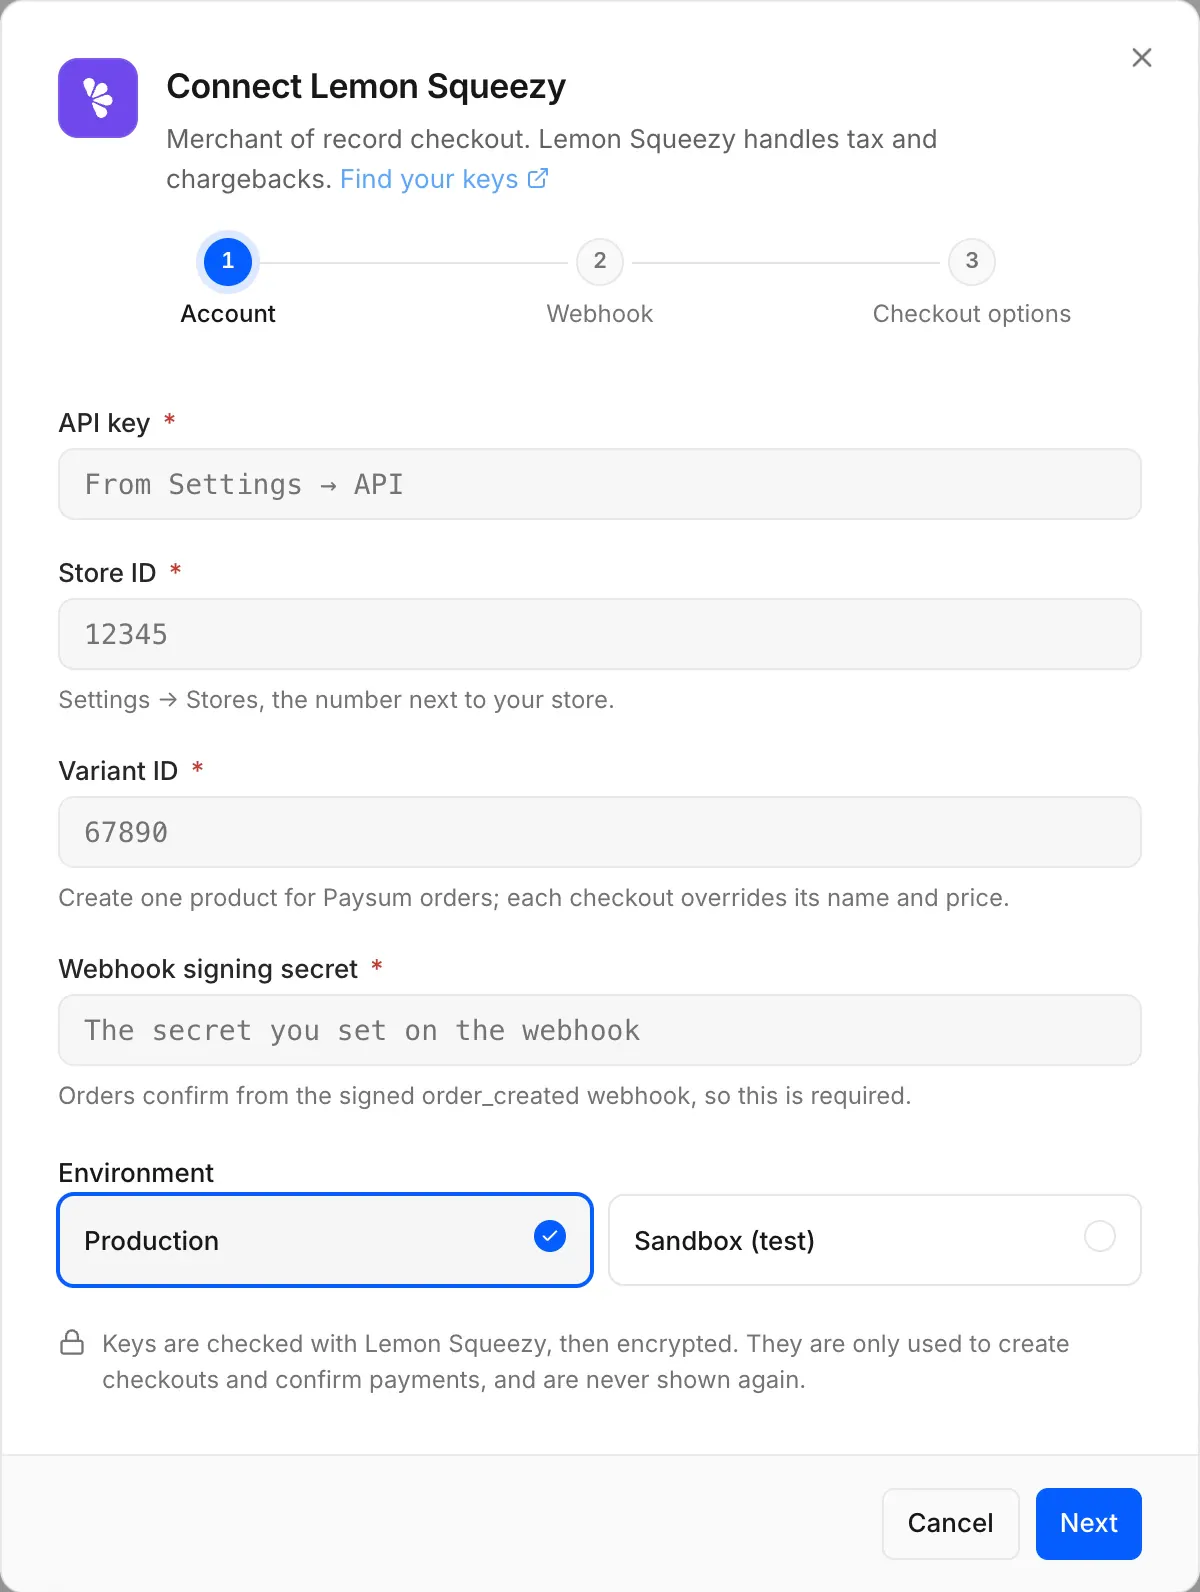 Connect Lemon Squeezy
Merchant of record checkout. Lemon Squeezy handles tax and
chargebacks. Find your keys
1
2
3
Account
Webhook
Checkout options
API key *
From Settings → API
Store ID *
12345
Settings → Stores, the number next to your store.
Variant ID *
67890
Create one product for Paysum orders; each checkout overrides its name and price.
Webhook signing secret *
The secret you set on the webhook
Orders confirm from the signed order_created webhook, so this is required.
Environment
Production
Sandbox (test)
Keys are checked with Lemon Squeezy, then encrypted. They are only used to create
checkouts and confirm payments, and are never shown again.
Cancel
Next